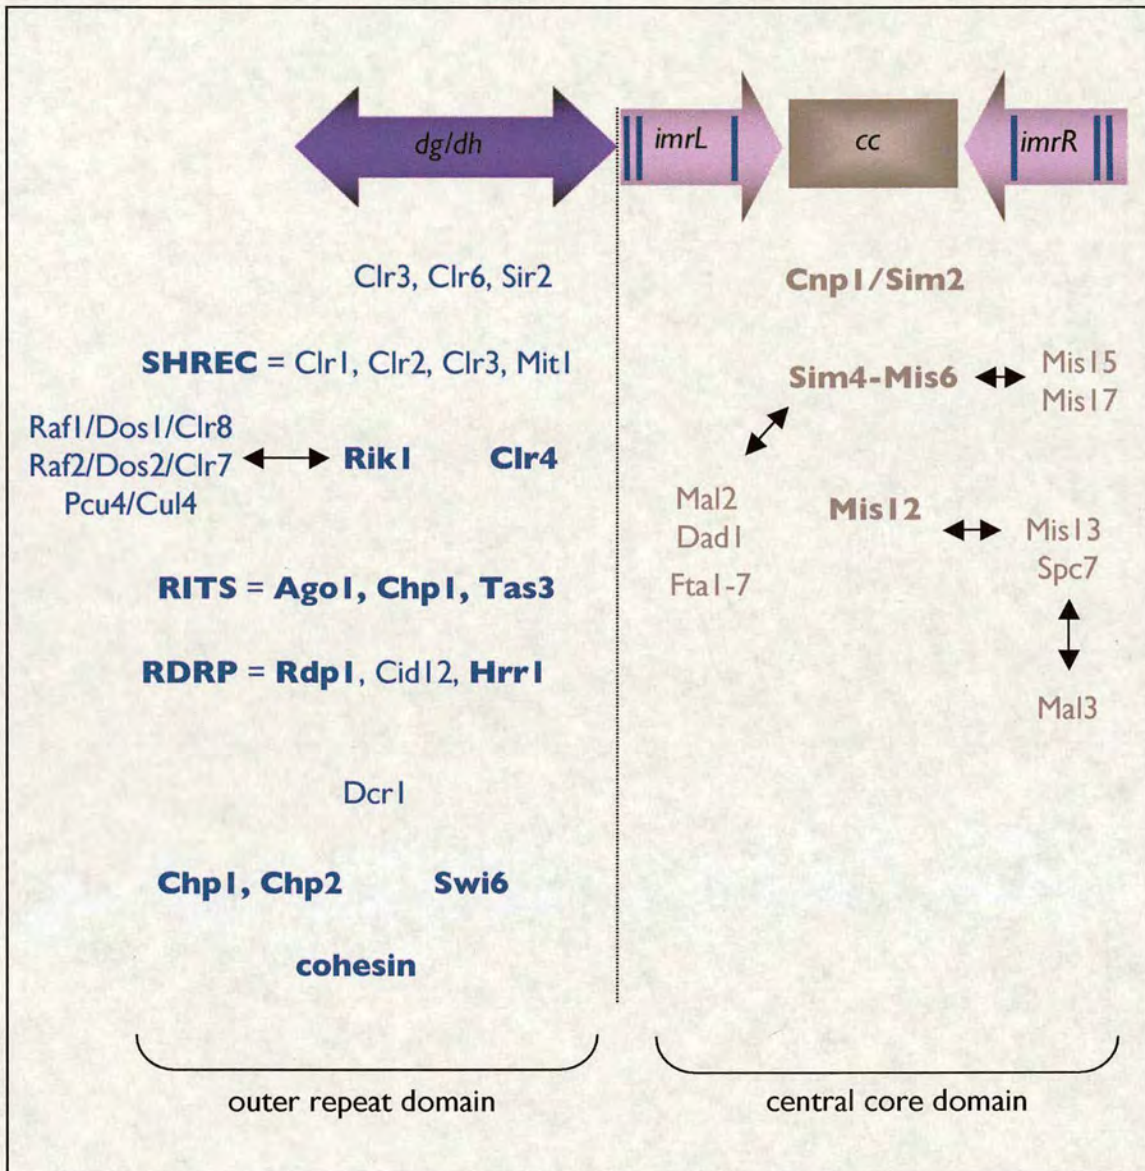 dg/dh imrL cc imrR
Clr3, Clr6, Sir2
SHREC = Clr1, Clr2, Clr3, Mit1
Raf1/Dos1/Clr8
Raf2/Dos2/Clr7
Pcu4/Cul4
Rik1 Clr4
RITS = Ago1, Chp1, Tas3
RDRP = Rdp1, Cid12, Hrr1
Dcr1
Chp1, Chp2 Swi6
cohesin
outer repeat domain
Cnp1/Sim2
Sim4-Mis6
Mis15
Mis17
Mal2
Dad1
Fta1-7
Mis12
Mis13
Spc7
Mal3
central core domain